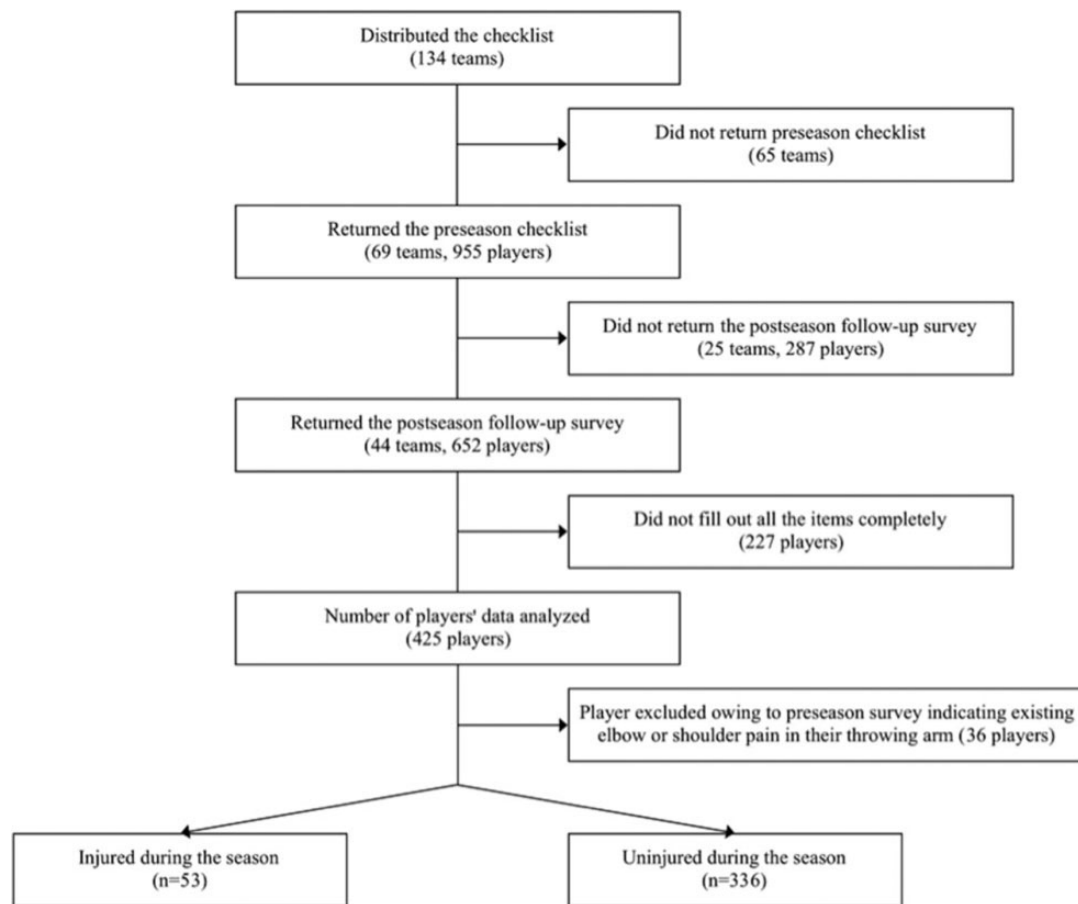 Distributed the checklist
(134 teams)
Did not return preseason checklist
(65 teams)
Returned the preseason checklist
(69 teams, 955 players)
Did not return the postseason follow-up survey
(25 teams, 287 players)
Returned the postseason follow-up survey
(44 teams, 652 players)
Did not fill out all the items completely
(227 players)
Number of players' data analyzed
(425 players)
Player excluded owing to preseason survey indicating existing
elbow or shoulder pain in their throwing arm (36 players)
Injured during the season
(n=53)
Uninjured during the season
(n=336)